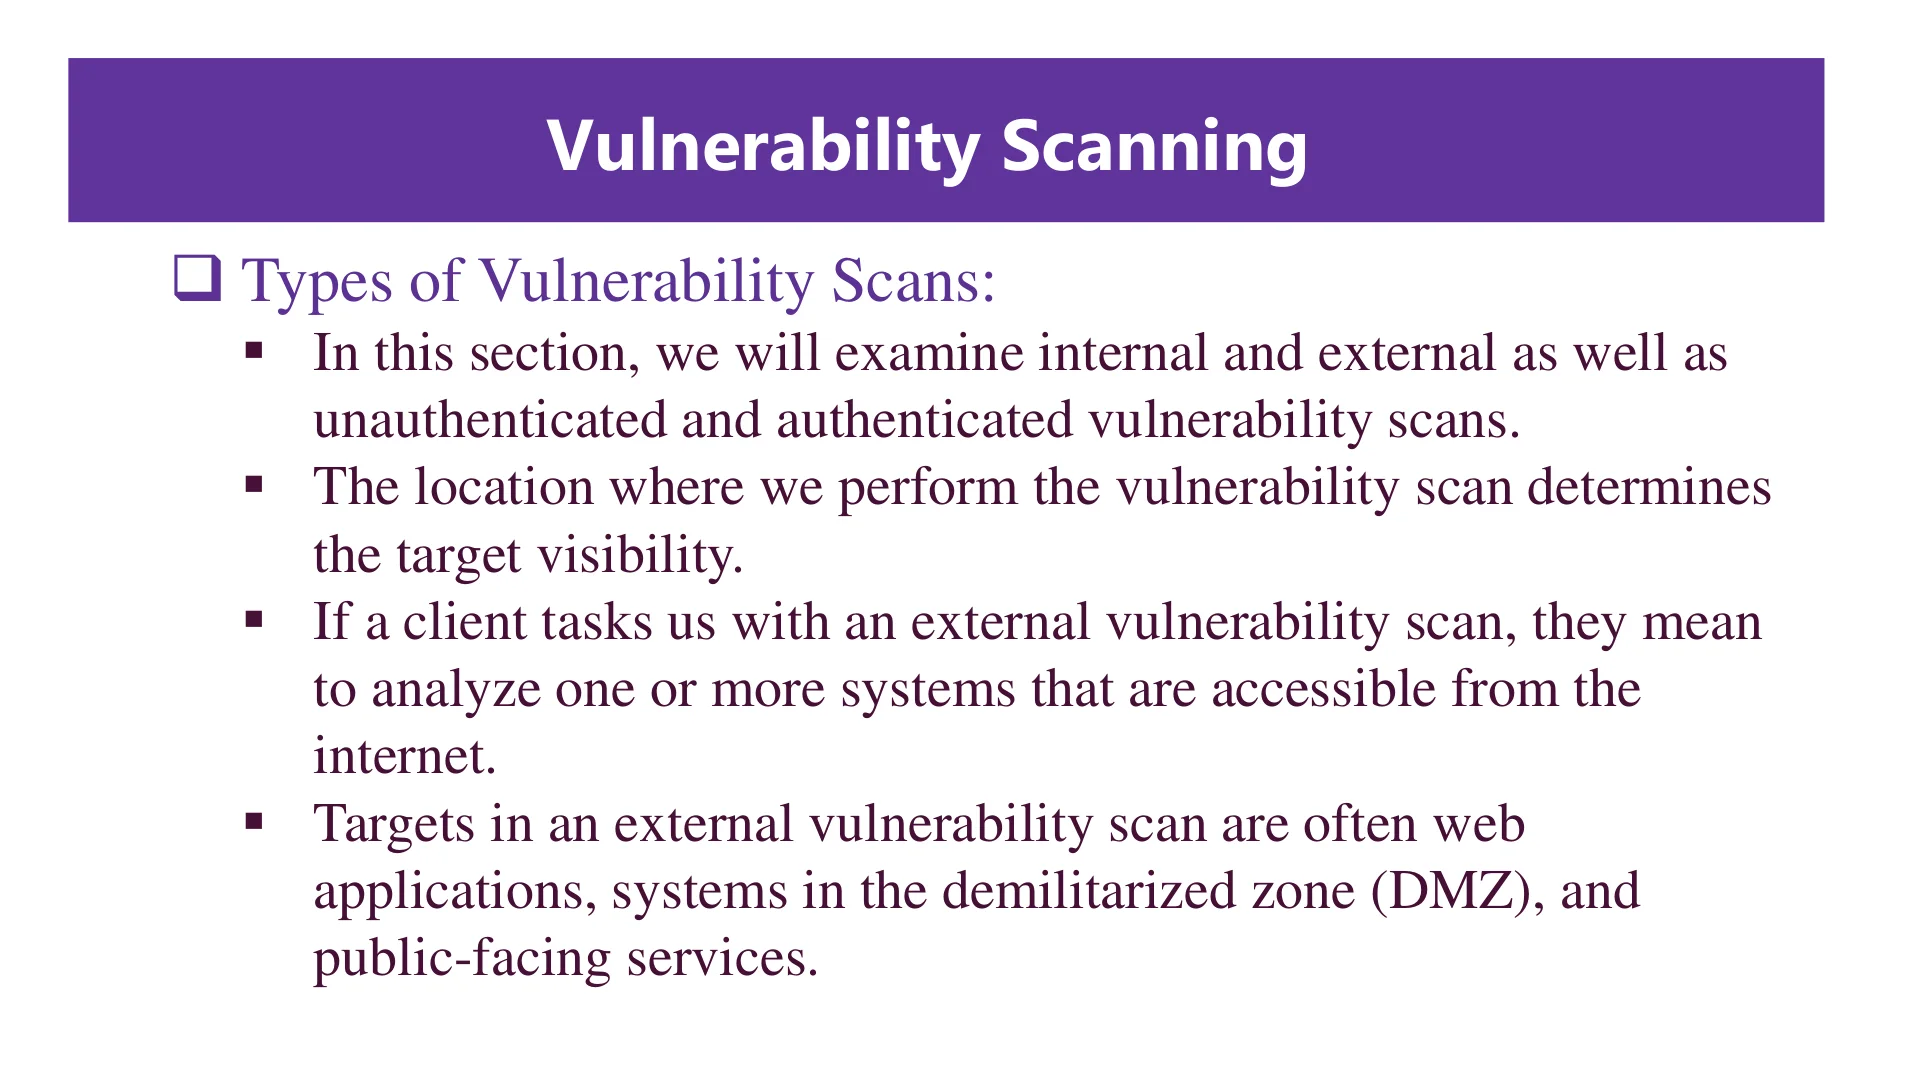 Vulnerability Scanning
❑ Types of Vulnerability Scans:
▪ In this section, we will examine internal and external as well as
unauthenticated and authenticated vulnerability scans.
▪ The location where we perform the vulnerability scan determines
the target visibility.
▪ If a client tasks us with an external vulnerability scan, they mean
to analyze one or more systems that are accessible from the
internet.
▪ Targets in an external vulnerability scan are often web
applications, systems in the demilitarized zone (DMZ), and
public-facing services.